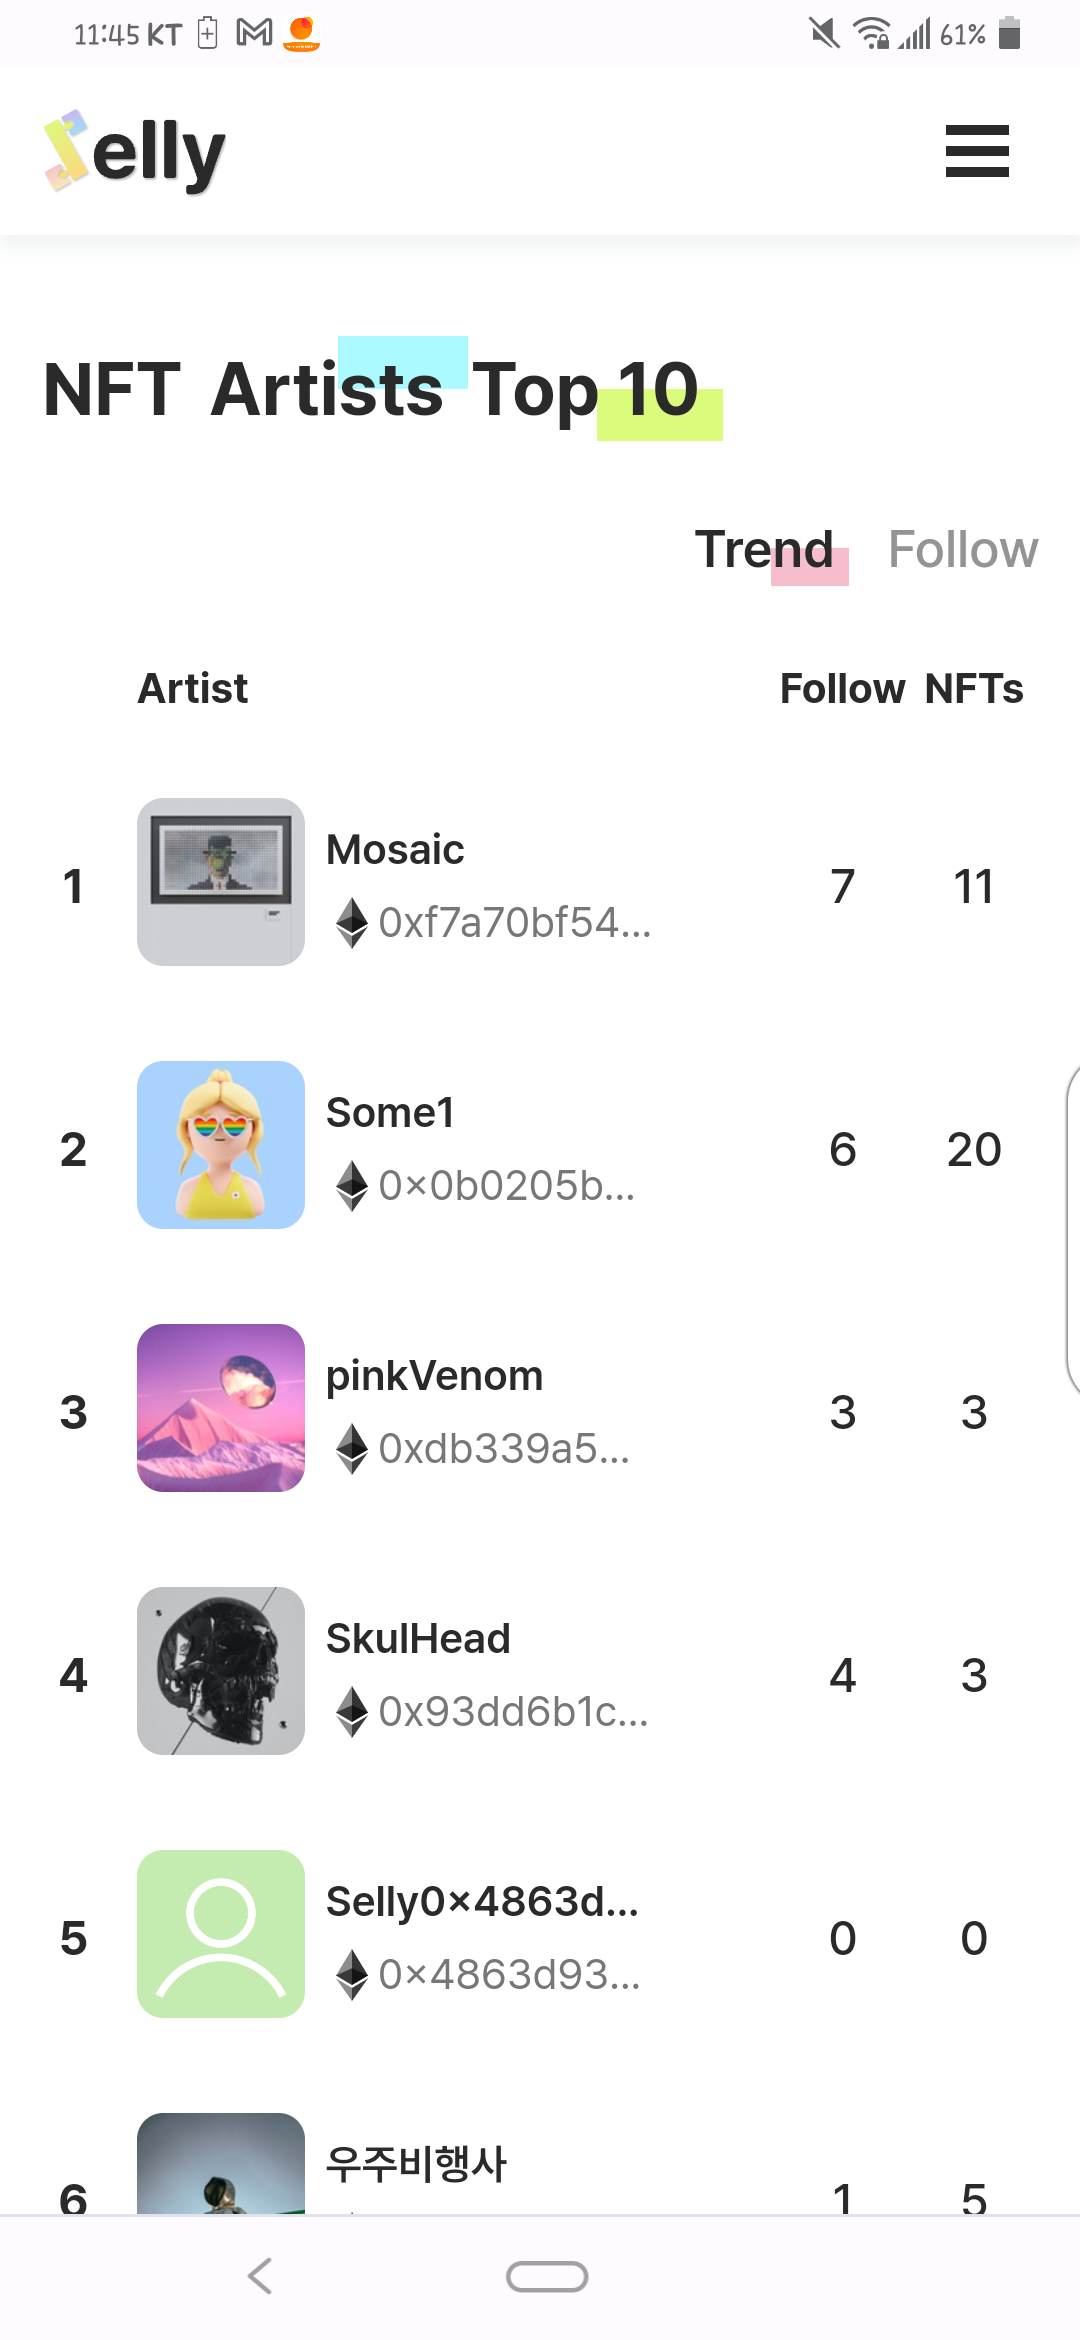 11:45 KT 61%
Selly
NFT Artists Top 10
Trend Follow
Artist Follow NFTs
1 Mosaic 7 11
0xf7a70bf54...
2 Some1 6 20
0×0b0205b...
3 pinkVenom 3 3
0xdb339a5...
4 SkulHead 4 3
0x93dd6b1c...
5 Selly0×4863d... 0 0
0×4863d93...
6 우주비행사 1 5